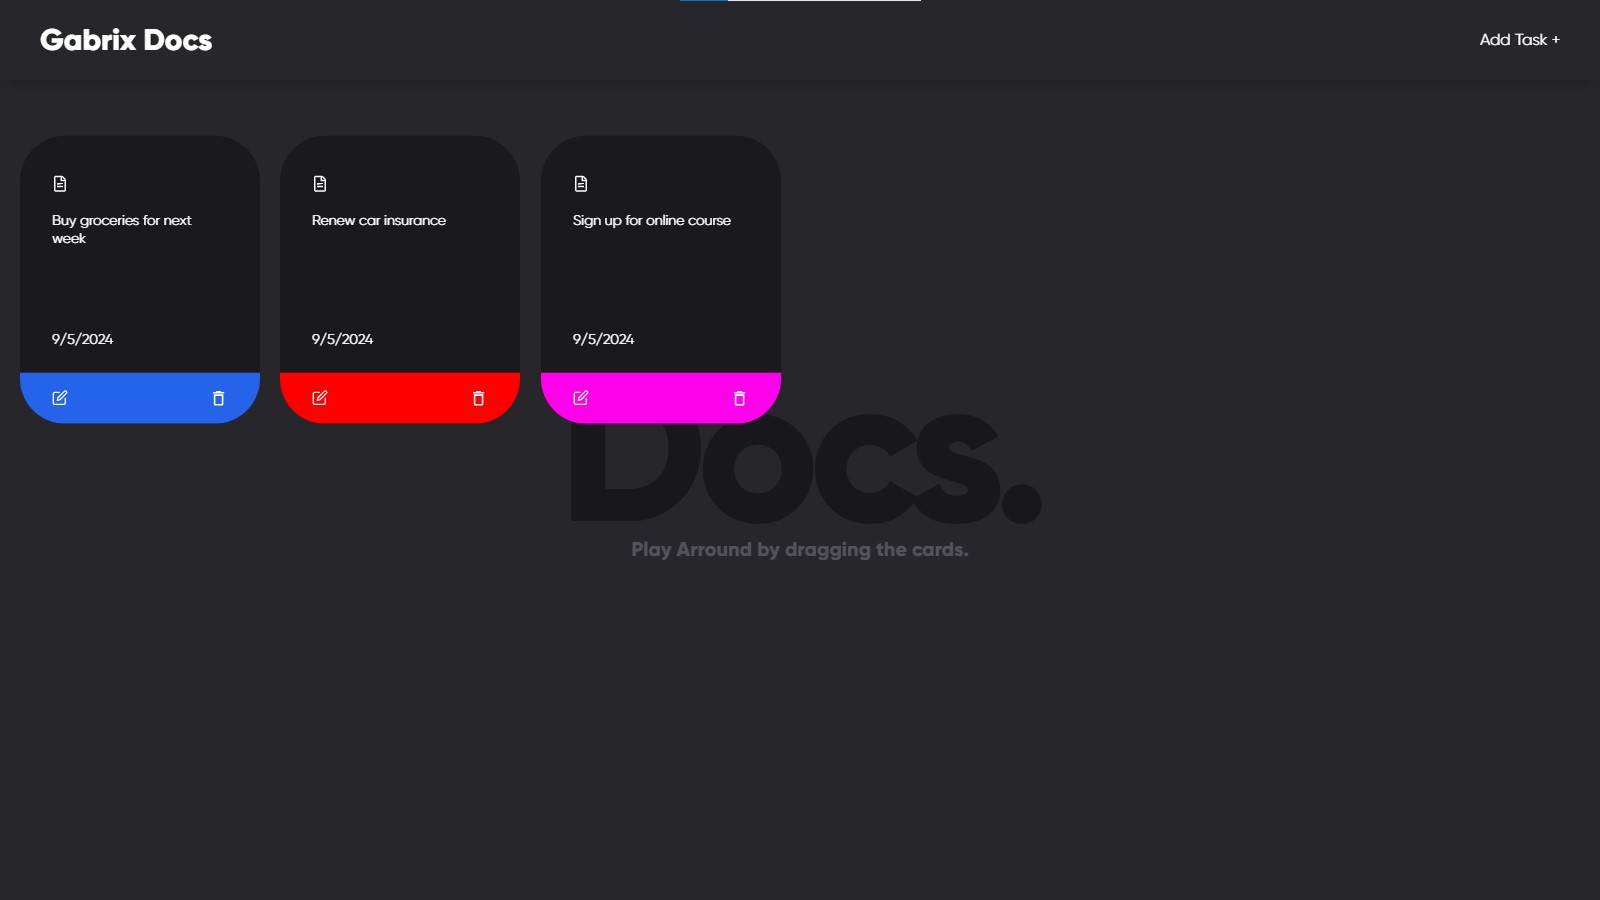 Gabrix Docs
Add Task +
Buy groceries for next
week
9/5/2024
Renew car insurance
9/5/2024
Sign up for online course
9/5/2024
Docs.
Play Arround by dragging the cards.